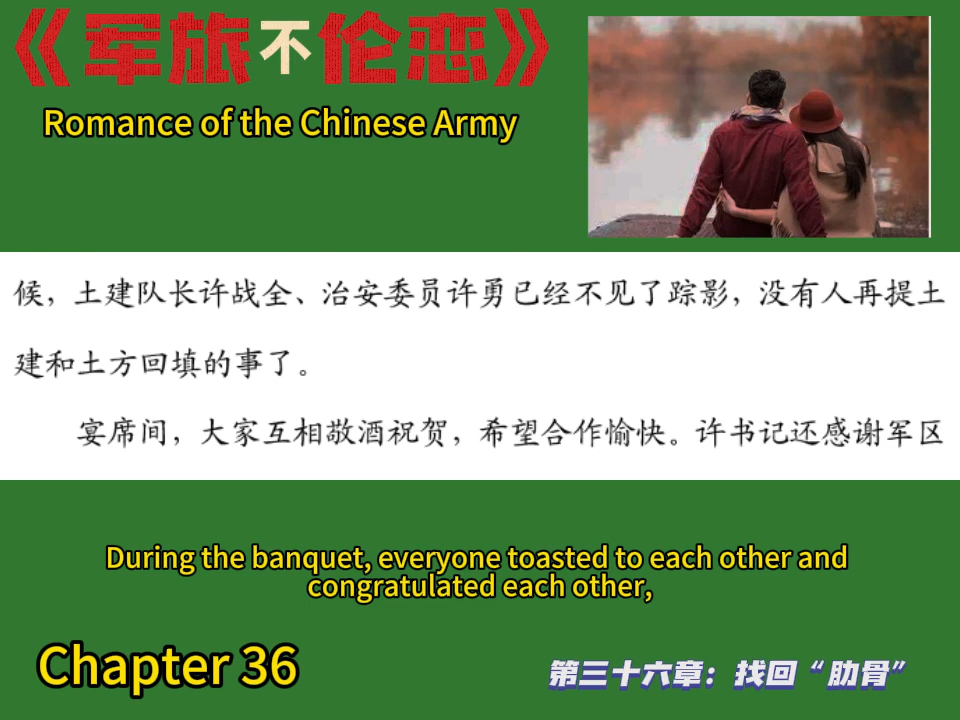 《军旅不伦恋》
Romance of the Chinese Army
候，土建队长许战全、治安委员许勇已经不见了踪影，没有人再提土
建和土方回填的事了。
宴席间，大家互相敬酒祝贺，希望合作愉快。许书记还感谢军区
During the banquet, everyone toasted to each other and
congratulated each other,
Chapter 36
第三十六章：找回“肋骨”